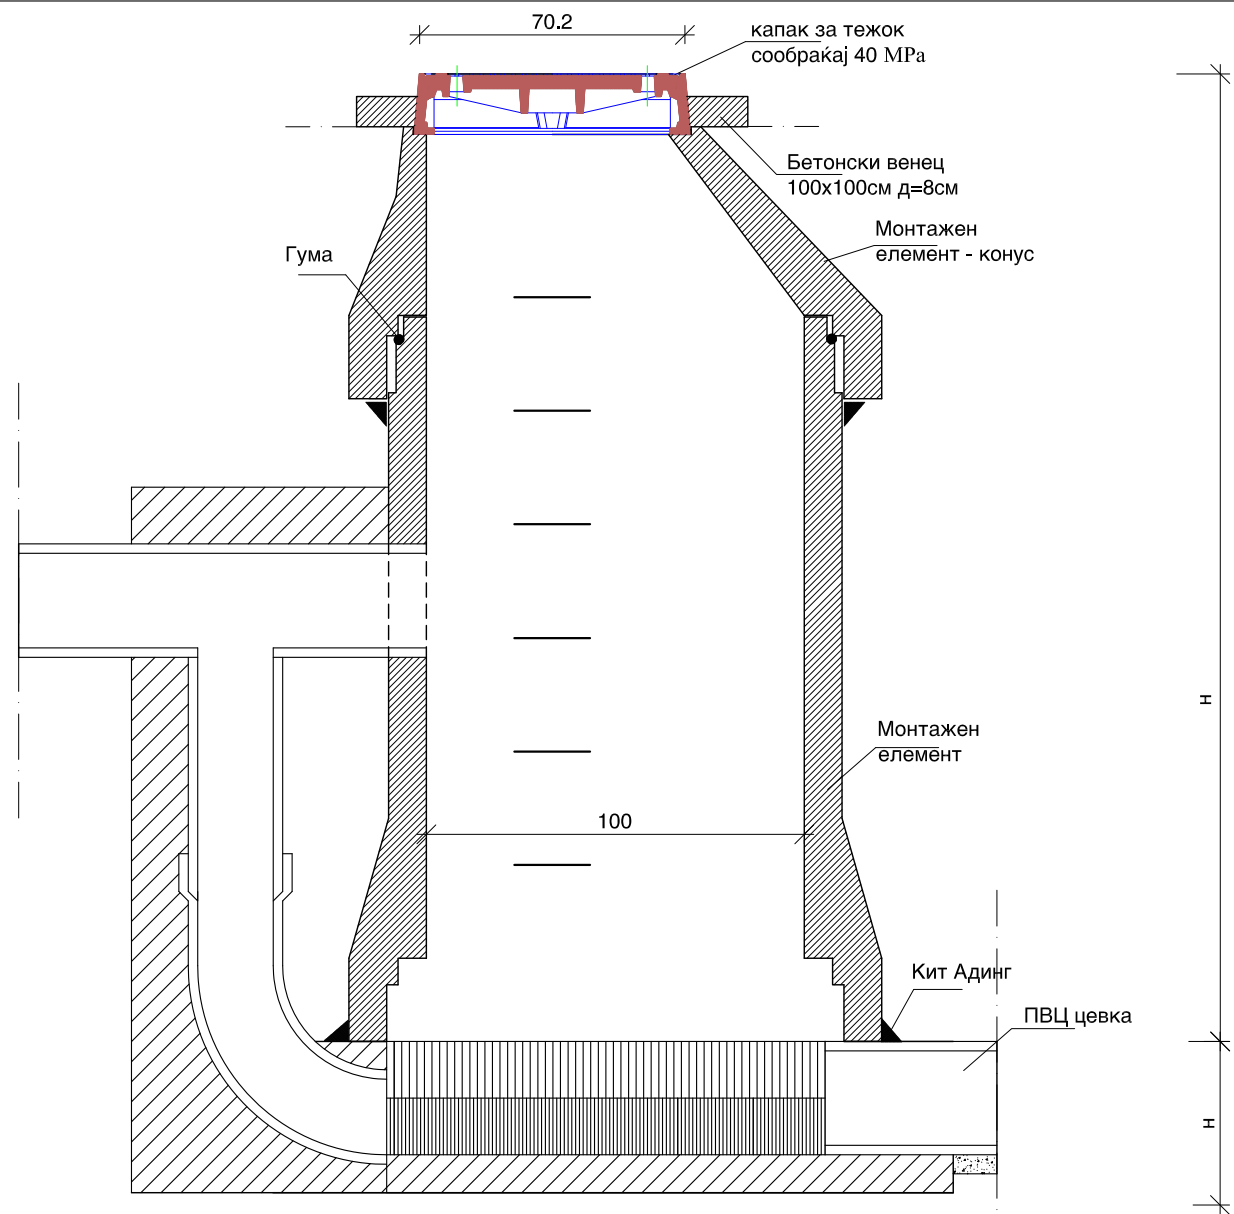 70.2
капак за тежок
сообраќај 40 MPa
Бетонски венец
100х100см д=8см
Монтажен
елемент - конус
Гума
н
Монтажен
елемент
100
Кит Адинг
ПВЦ цевка
н